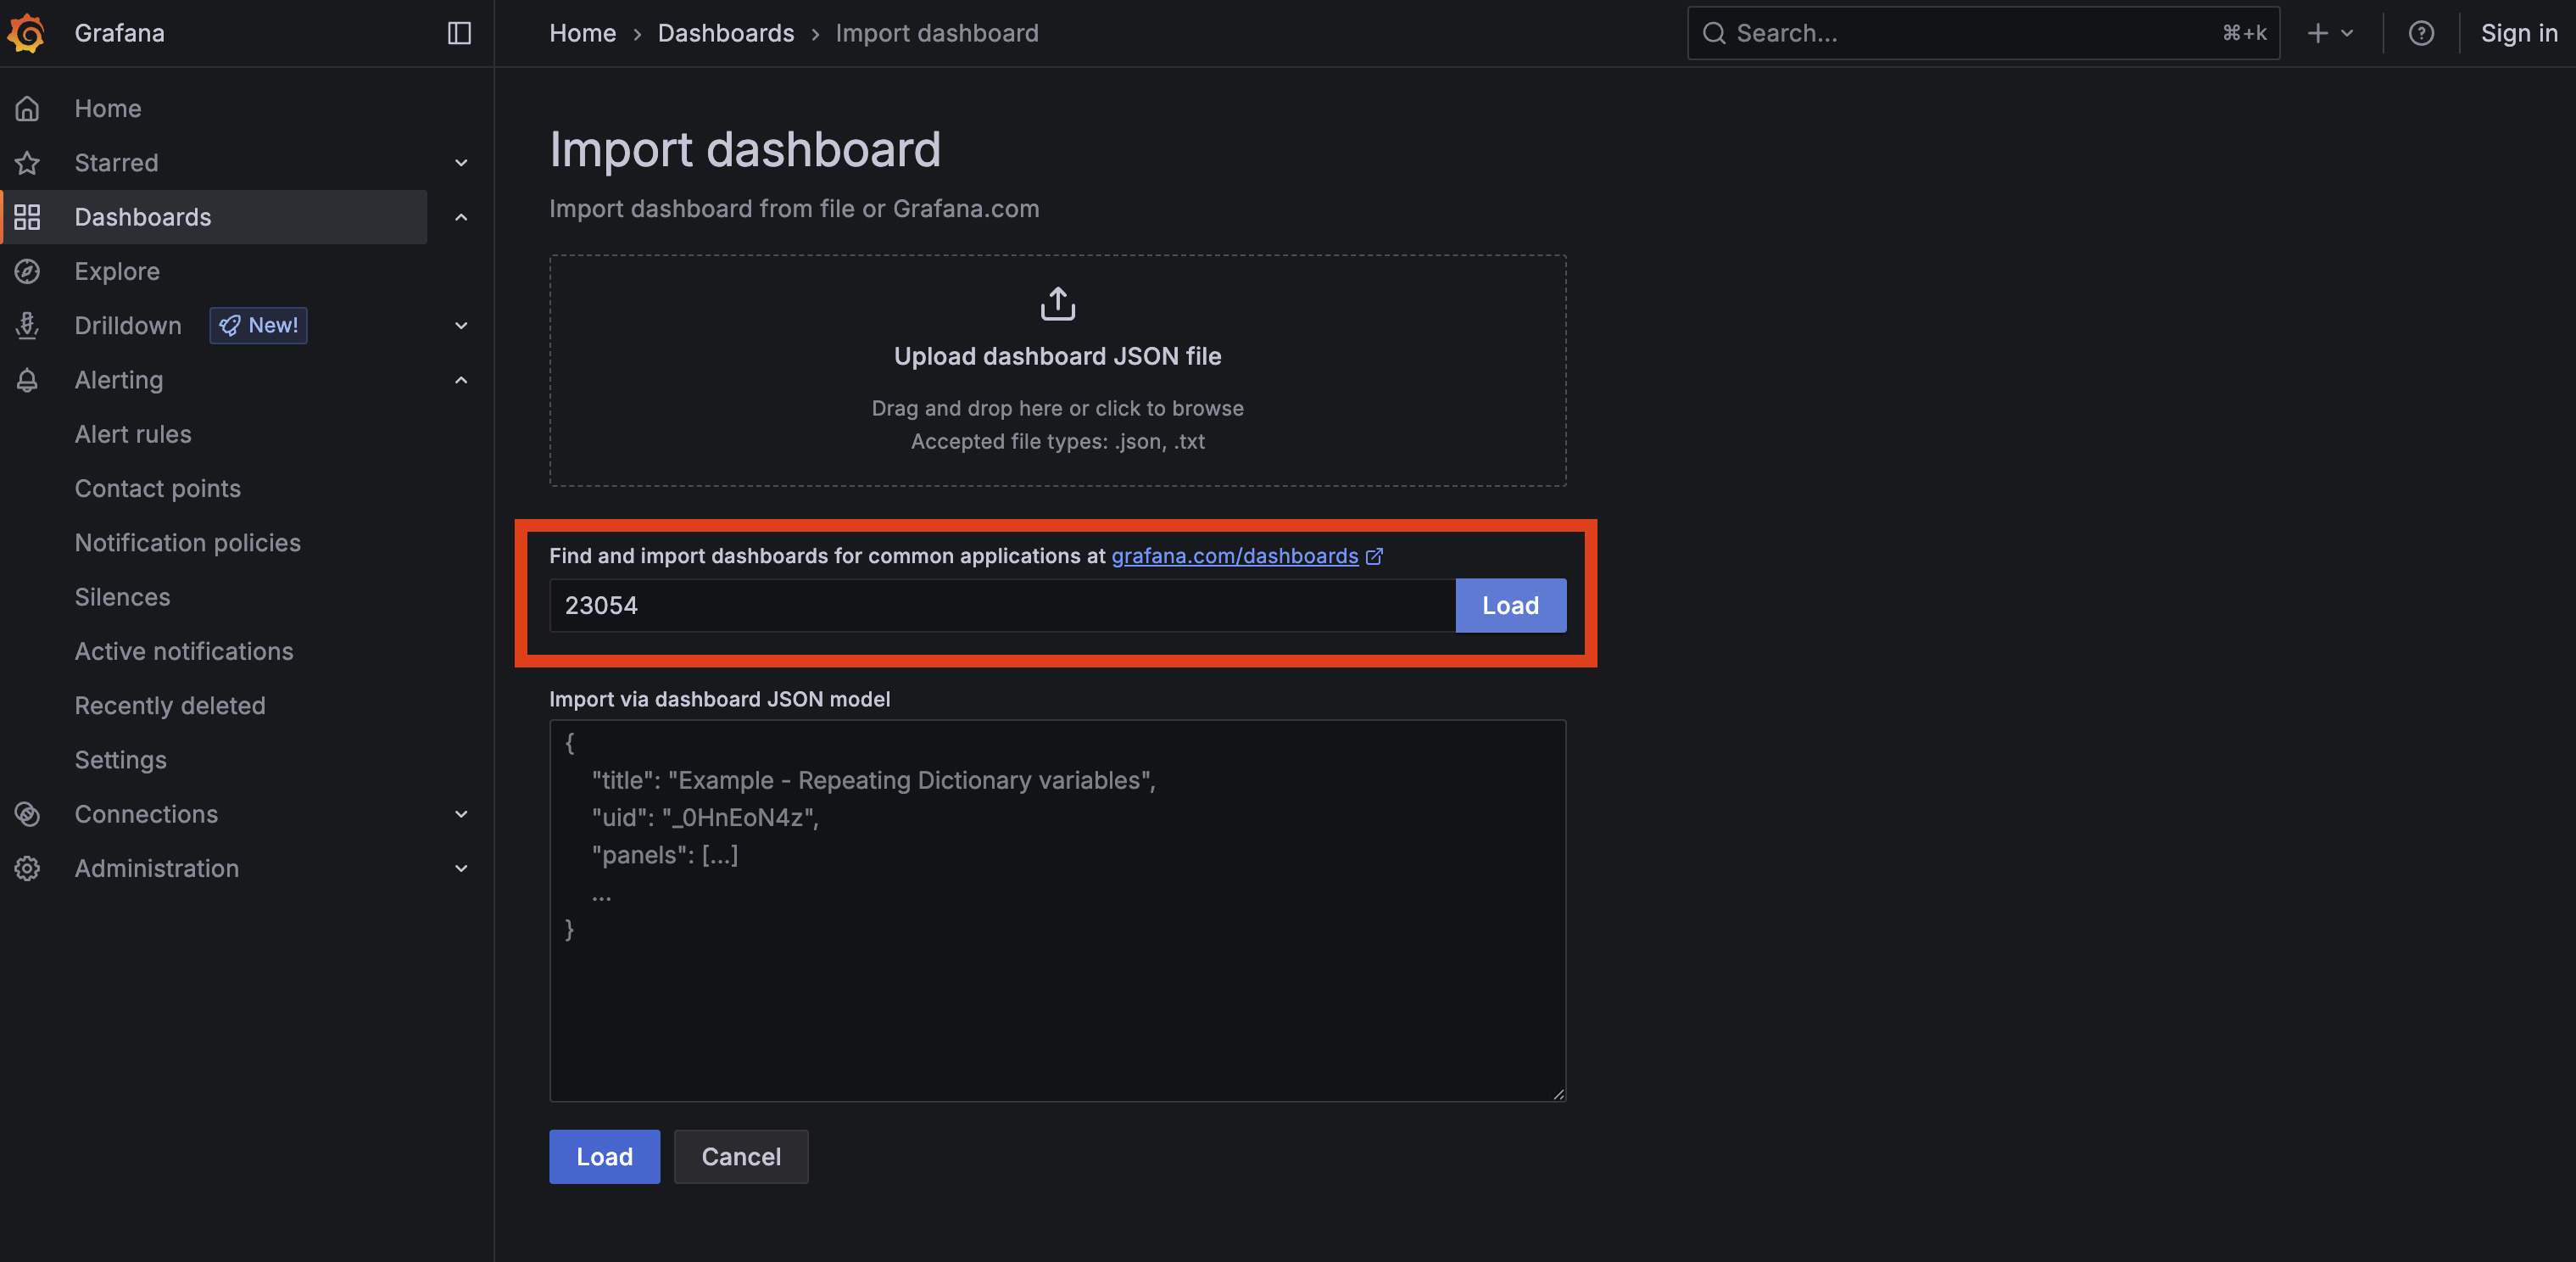 Grafana
Home › Dashboards › Import dashboard
Search...
⌘+k
Sign in
Home
Starred
Dashboards
Explore
Drilldown New!
Alerting
Alert rules
Contact points
Notification policies
Silences
Active notifications
Recently deleted
Settings
Connections
Administration
Import dashboard
Import dashboard from file or Grafana.com
Upload dashboard JSON file
Drag and drop here or click to browse
Accepted file types: .json, .txt
Find and import dashboards for common applications at grafana.com/dashboards
23054
Load
Import via dashboard JSON model
{
"title": "Example - Repeating Dictionary variables",
"uid": "_0HnEoN4z",
"panels": [...]
...
}
Load
Cancel